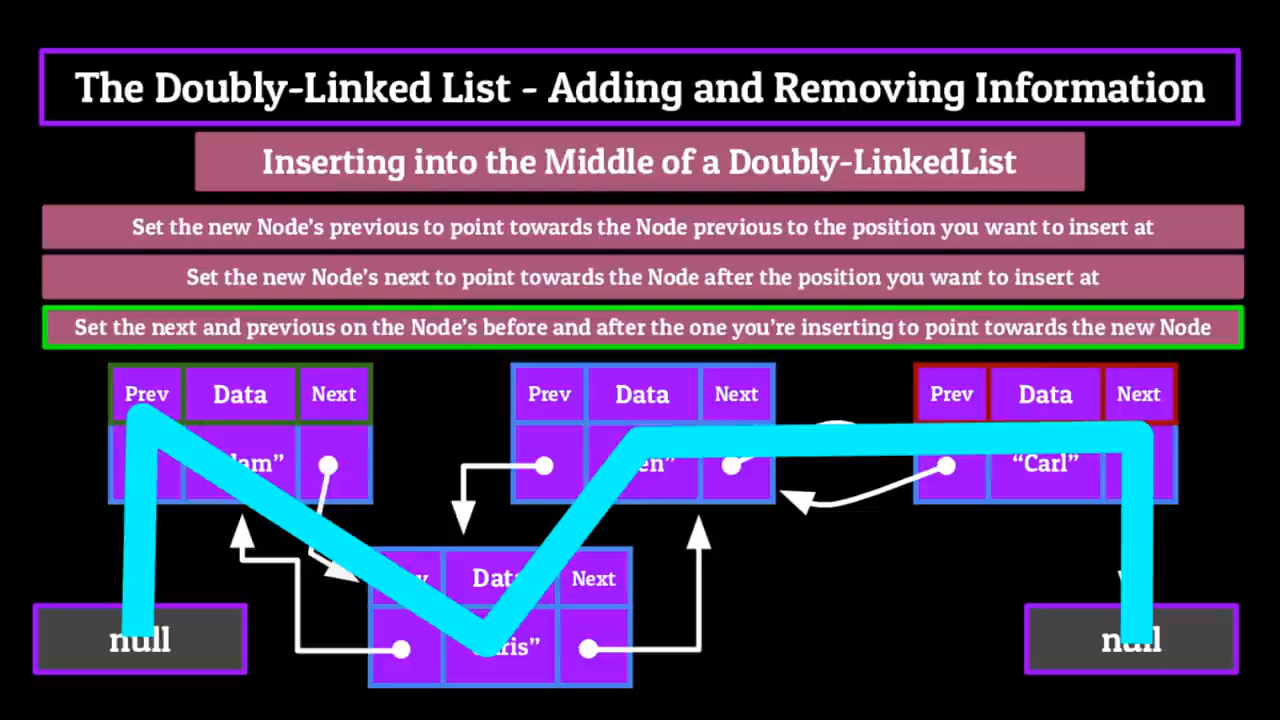 The Doubly-Linked List - Adding and Removing Information
Inserting into the Middle of a Doubly-LinkedList
Set the new Node's previous to point towards the Node previous to the position you want to insert at
Set the new Node's next to point towards the Node after the position you want to insert at
Set the next and previous on the Node's before and after the one you're inserting to point towards the new Node
Prev Data Next
Prev Data Next
Prev Data Next
"Carl"
Data Next
null
null